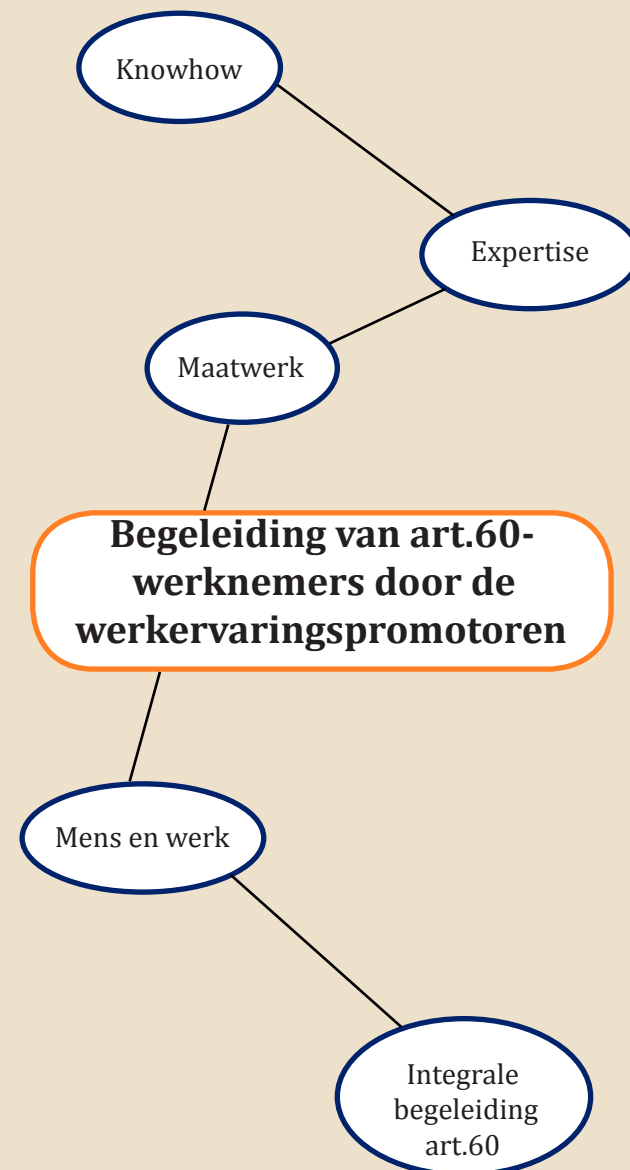 Knowhow
Expertise
Maatwerk
Begeleiding van art.60-
werknemers door de
werkervaringspromotoren
Mens en werk
Integrale
begeleiding
art.60